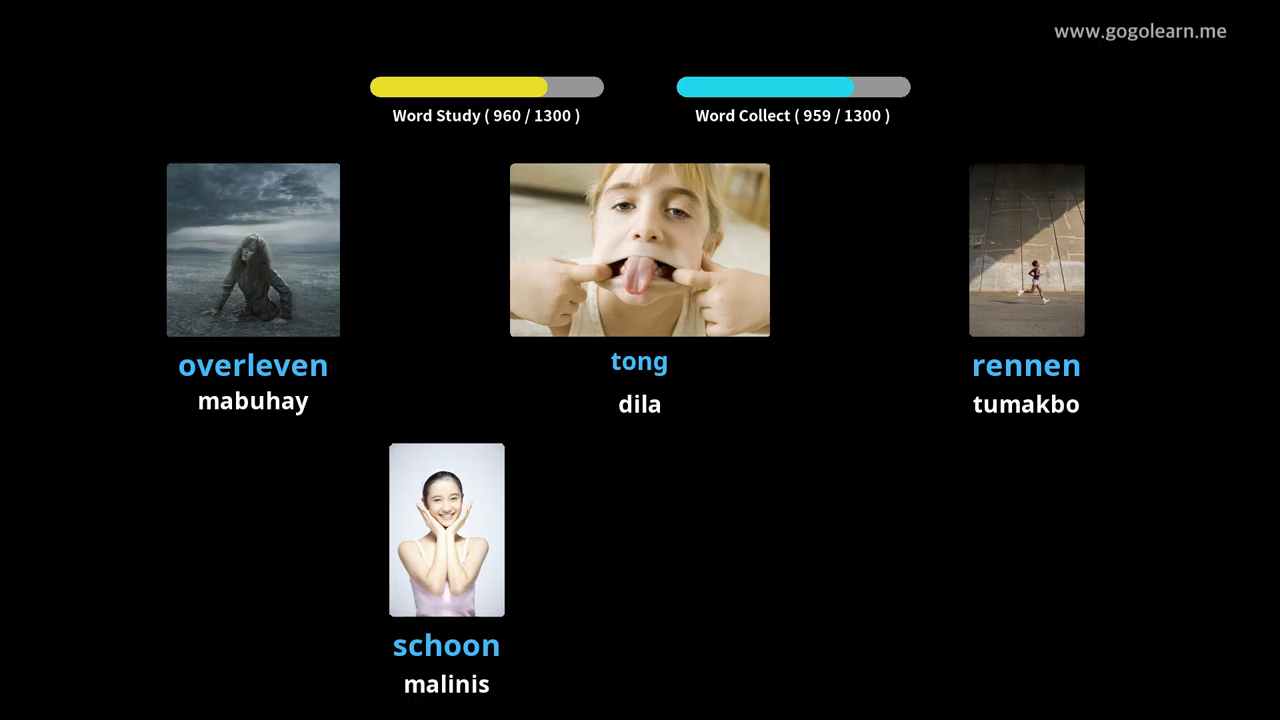 www.gogolearn.me
Word Study ( 960 / 1300 )
Word Collect ( 959 / 1300 )
overleven
mabuhay
tong
dila
rennen
tumakbo
schoon
malinis